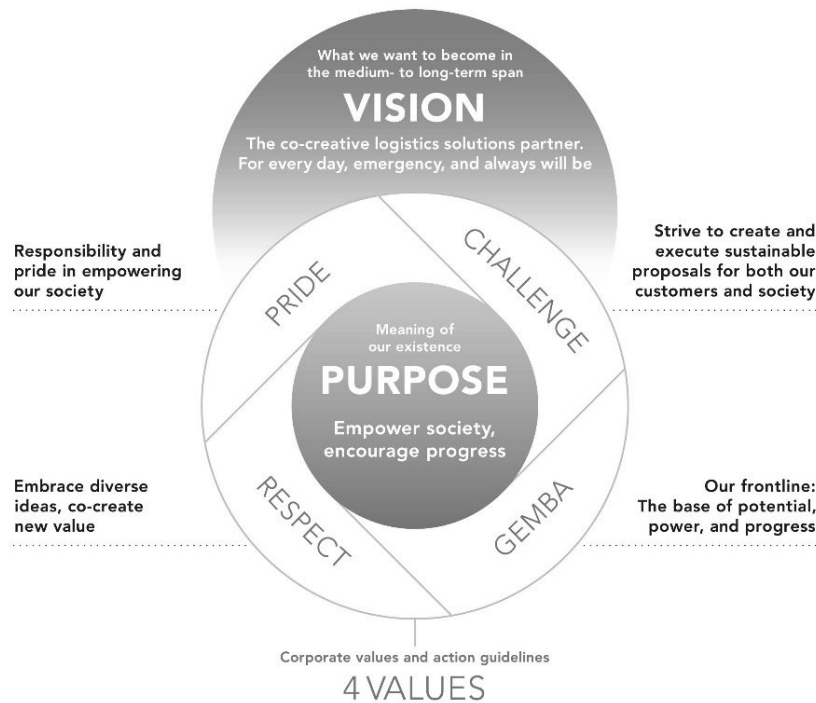 What we want to become in
the medium- to long-term span
VISION
The co-creative logistics solutions partner.
For every day, emergency, and always will be
Responsibility and
pride in empowering
our society
PRIDE
CHALLENGE
Strive to create and
execute sustainable
proposals for both our
customers and society
Meaning of
our existence
PURPOSE
Empower society,
encourage progress
Embrace diverse
ideas, co-create
new value
RESPECT
GEMBA
Our frontline:
The base of potential,
power, and progress
Corporate values and action guidelines
4 VALUES